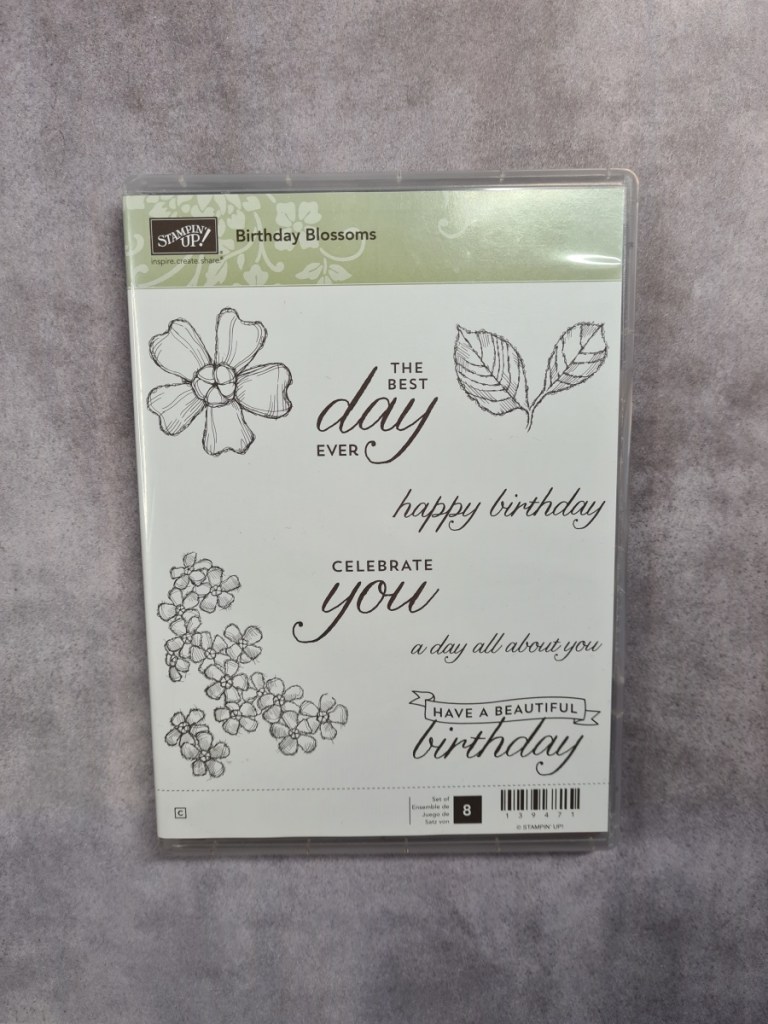 STAMPIN' UP!
inspire.create.share.®
Birthday Blossoms
THE
BEST
day
EVER
happy birthday
CELEBRATE
you
a day all about you
HAVE A BEAUTIFUL
birthday
C
Set of
Ensemble de
Juego de
Satz von
8
139471
© STAMPIN' UP!